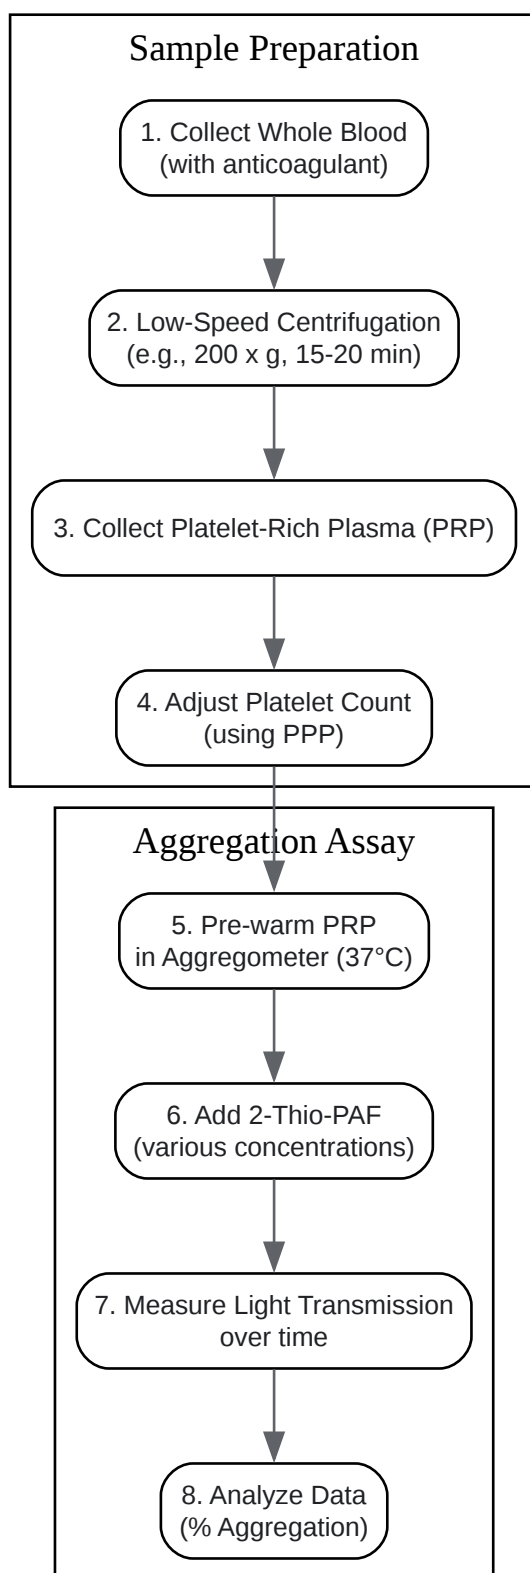 Sample Preparation
1. Collect Whole Blood
(with anticoagulant)
2. Low-Speed Centrifugation
(e.g., 200 x g, 15-20 min)
3. Collect Platelet-Rich Plasma (PRP)
4. Adjust Platelet Count
(using PPP)
Aggregation Assay
5. Pre-warm PRP
in Aggregometer (37°C)
6. Add 2-Thio-PAF
(various concentrations)
7. Measure Light Transmission
over time
8. Analyze Data
(% Aggregation)